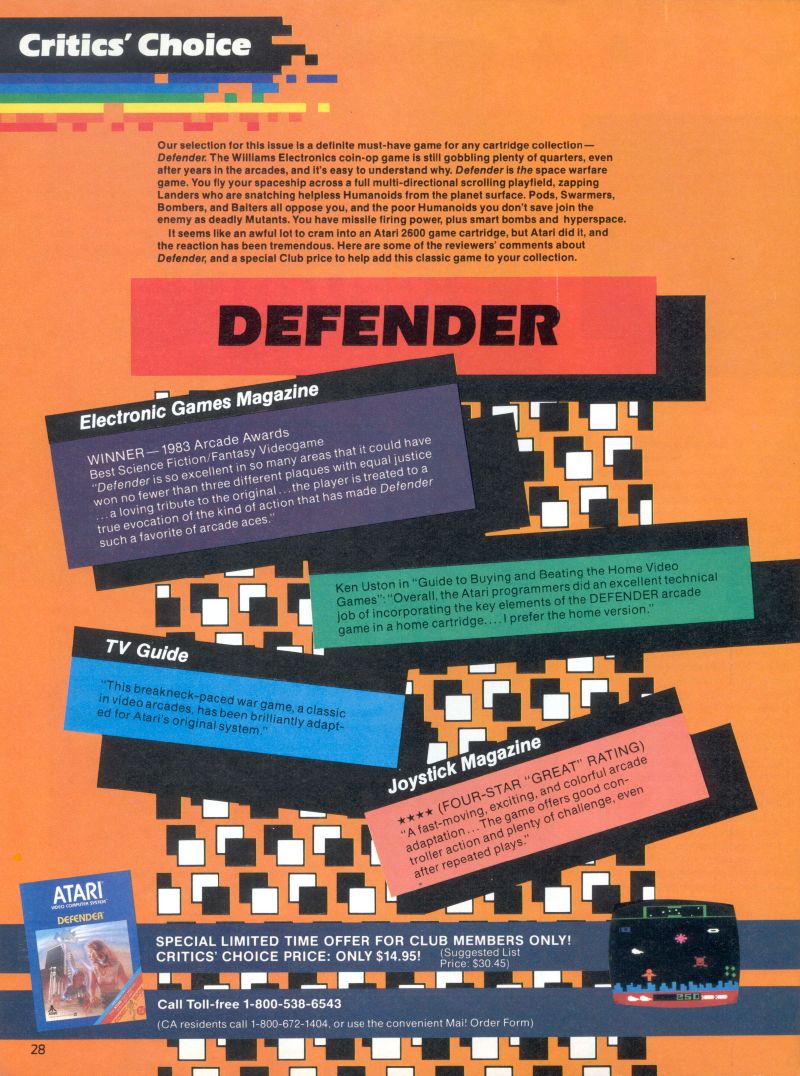 Critics' Choice
Our selection for this issue is a definite must-have game for any cartridge collection—
Defender. The Williams Electronics coin-op game is still gobbling plenty of quarters, even
after years in the arcades, and it's easy to understand why. Defender is the space warfare
game. You fly your spaceship across a full multi-directional scrolling playfield, zapping
Landers who are snatching helpless Humanoids from the planet surface. Pods, Swarmers,
Bombers, and Baiters all oppose you, and the poor Humanoids you don't save join the
enemy as deadly Mutants. You have missile firing power, plus smart bombs and hyperspace.
It seems like an awful lot to cram into an Atari 2600 game cartridge, but Atari did it, and
the reaction has been tremendous. Here are some of the reviewers' comments about
Defender, and a special Club price to help add this classic game to your collection.
DEFENDER
Electronic Games Magazine
WINNER—1983 Arcade Awards
Best Science Fiction/Fantasy Videogame
"Defender is so excellent in so many areas that it could have
won no fewer than three different plaques with equal justice
...a loving tribute to the original...the player is treated to a
true evocation of the kind of action that has made Defender
such a favorite of arcade aces."
Ken Uston in "Guide to Buying and Beating the Home Video
Games": "Overall, the Atari programmers did an excellent technical
job of incorporating the key elements of the DEFENDER arcade
game in a home cartridge....I prefer the home version."
TV Guide
"This breakneck-paced war game, a classic
in video arcades, has been brilliantly adapt-
ed for Atari's original system."
Joystick Magazine
★★★★ (FOUR-STAR "GREAT" RATING)
"A fast-moving, exciting, and colorful arcade
adaptation...The game offers good con-
troller action and plenty of challenge, even
after repeated plays."
ATARI
VIDEO COMPUTER SYSTEM
DEFENDER
SPECIAL LIMITED TIME OFFER FOR CLUB MEMBERS ONLY!
CRITICS' CHOICE PRICE: ONLY $14.95!
(Suggested List
Price: $30.45)
250
Call Toll-free 1-800-538-6543
(CA residents call 1-800-672-1404, or use the convenient Mai! Order Form)
28